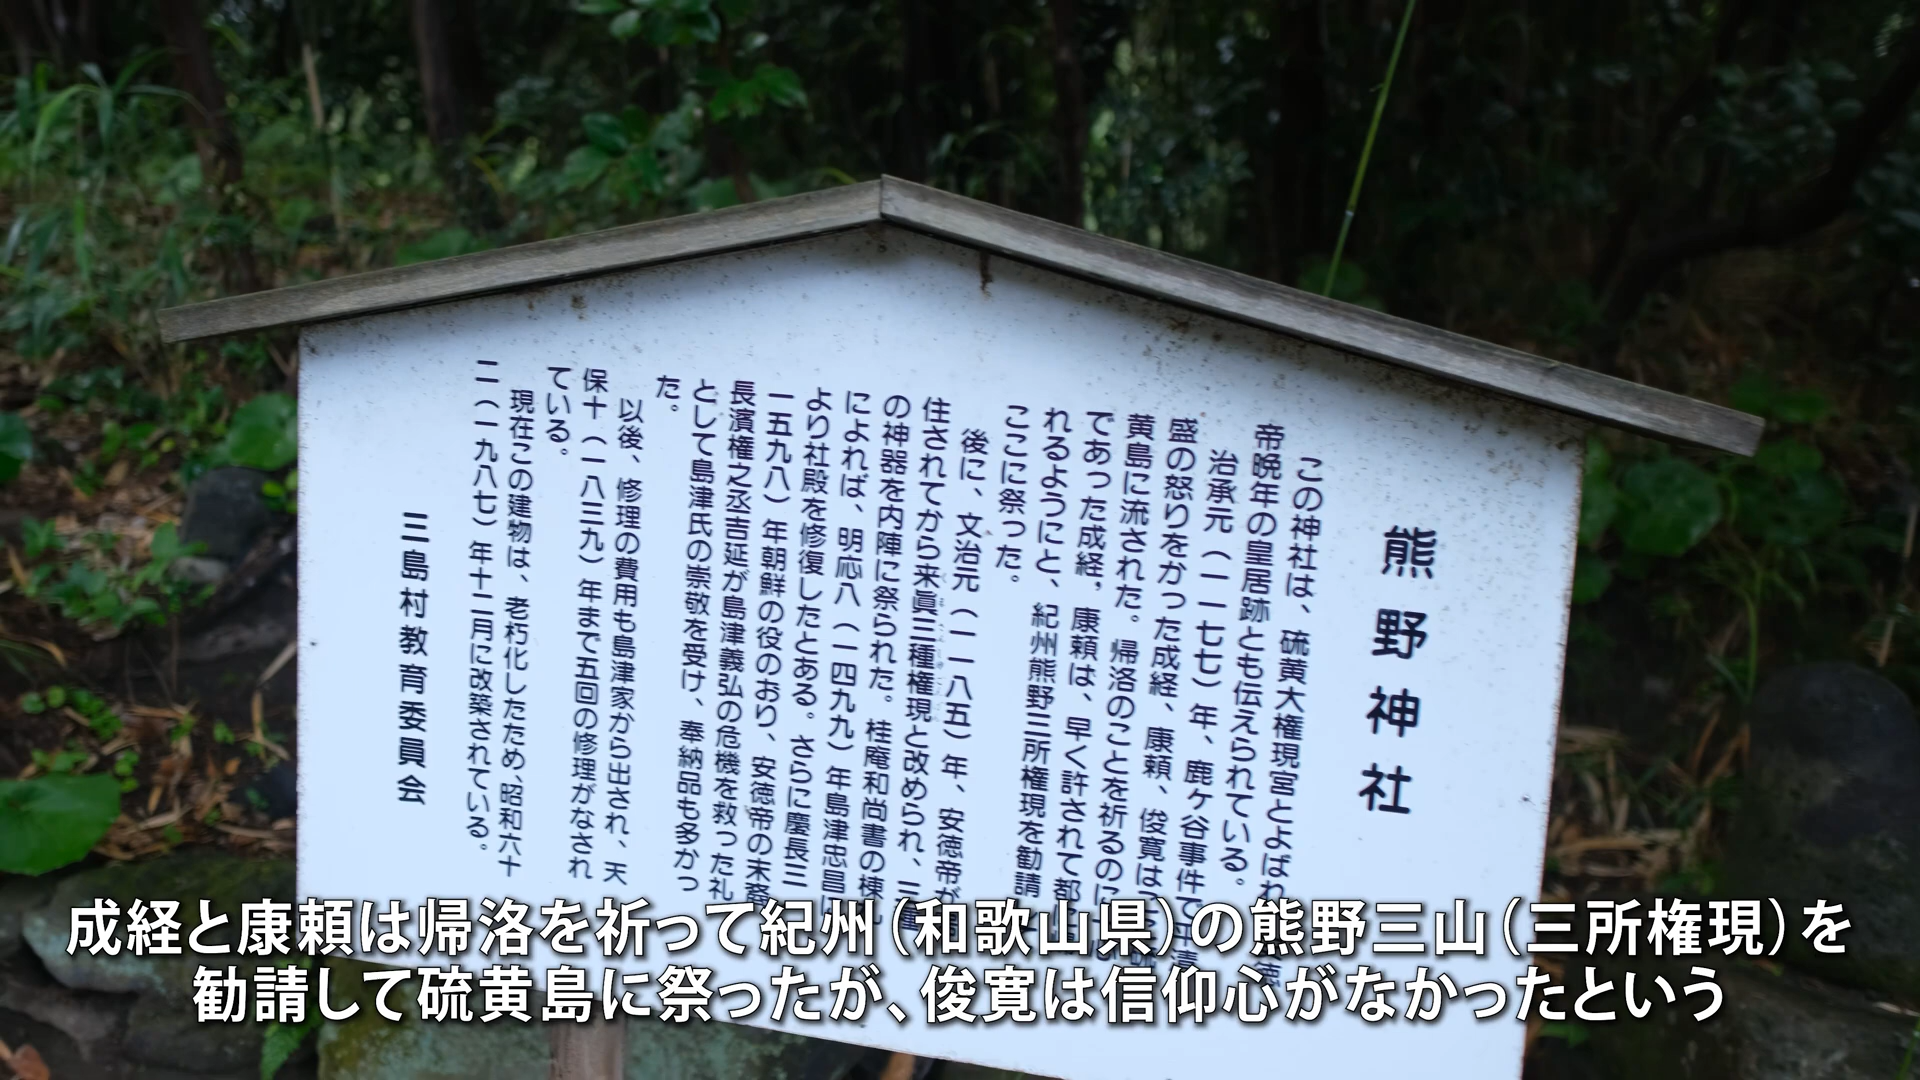 熊野神社
この神社は、硫黄大権現宮とよばれ
帝晩年の皇居跡とも伝えられている。
治承元（一一七七）年、鹿ヶ谷事件で平清
盛の怒りをかった成経、康頼、俊寛は
黄島に流された。帰洛のことを祈るのに
であった成経，康頼は、早く許されて都
れるようにと、紀州熊野三所権現を勧請
ここに祭った。
後に、文治元（一一八五）年、安徳帝が
住されてから来眞三種権現と改められ、三種
の神器を内陣に祭られた。桂庵和尚書の棟札
によれば、明応八（一四九九）年島津忠昌
より社殿を修復したとある。さらに慶長三
一五九八）年朝鮮の役のおり、安徳帝の末裔
長濱権之丞吉延が島津義弘の危機を救った礼
として島津氏の崇敬を受け、奉納品も多かっ
た。
以後、修理の費用も島津家から出され、天
保十（一八三九）年まで五回の修理がなされ
ている。
現在この建物は、老朽化したため、昭和六十
二（一九八七）年十二月に改築されている。
三島村教育委員会
成経と康頼は帰洛を祈って紀州（和歌山県）の熊野三山（三所権現）を
勧請して硫黄島に祭ったが、俊寛は信仰心がなかったという